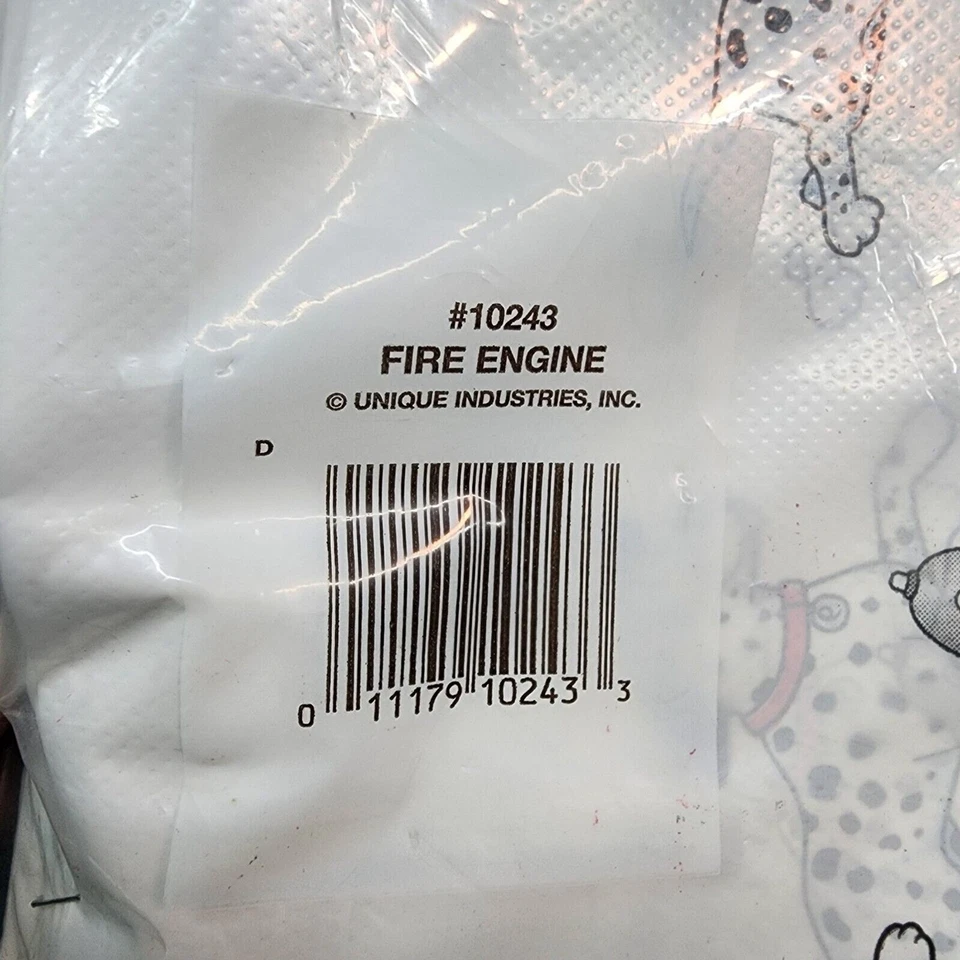 #10243
FIRE ENGINE
© UNIQUE INDUSTRIES, INC.
D
0 11179 10243 3